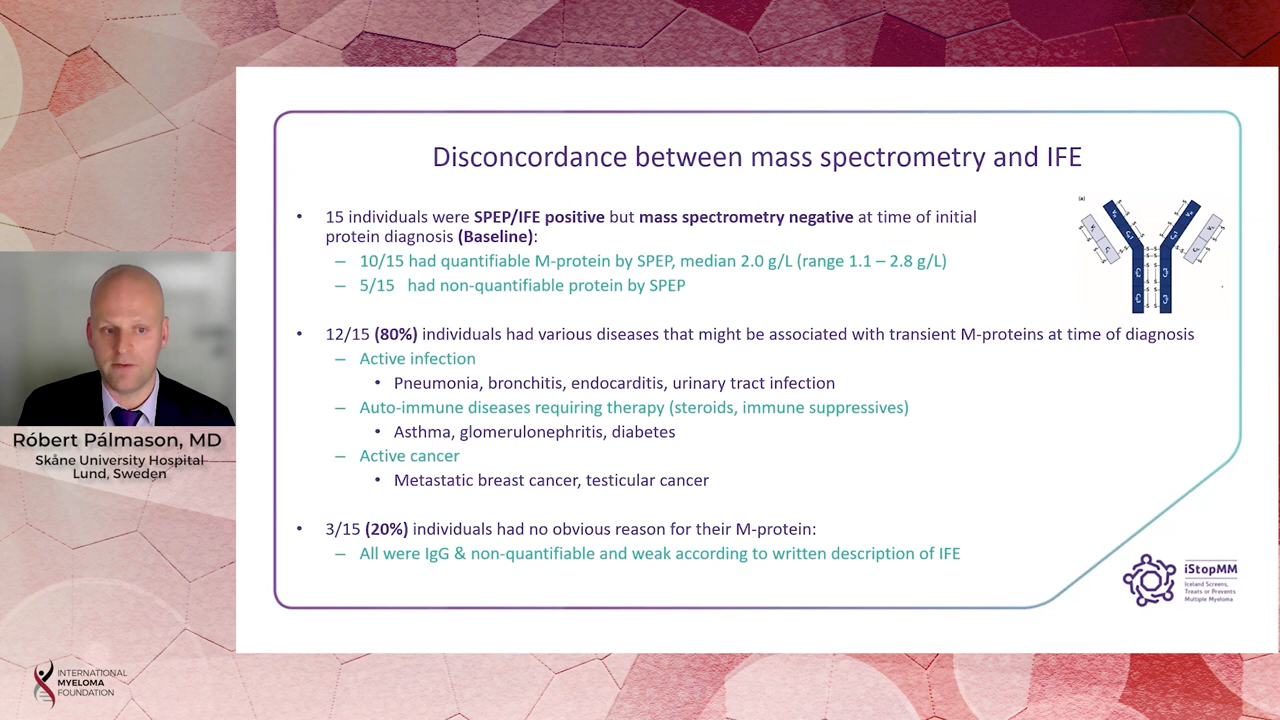 Disconcordance between mass spectrometry and IFE
• 15 individuals were SPEP/IFE positive but mass spectrometry negative at time of initial
protein diagnosis (Baseline):
– 10/15 had quantifiable M-protein by SPEP, median 2.0 g/L (range 1.1 – 2.8 g/L)
– 5/15 had non-quantifiable protein by SPEP
• 12/15 (80%) individuals had various diseases that might be associated with transient M-proteins at time of diagnosis
– Active infection
• Pneumonia, bronchitis, endocarditis, urinary tract infection
– Auto-immune diseases requiring therapy (steroids, immune suppressives)
• Asthma, glomerulonephritis, diabetes
– Active cancer
• Metastatic breast cancer, testicular cancer
• 3/15 (20%) individuals had no obvious reason for their M-protein:
– All were IgG & non-quantifiable and weak according to written description of IFE
(a)
iStopMM
Iceland Screens,
Treats or Prevents
Multiple Myeloma
Róbert Pálmason, MD
Skåne University Hospital
Lund, Sweden
INTERNATIONAL
MYELOMA
FOUNDATION